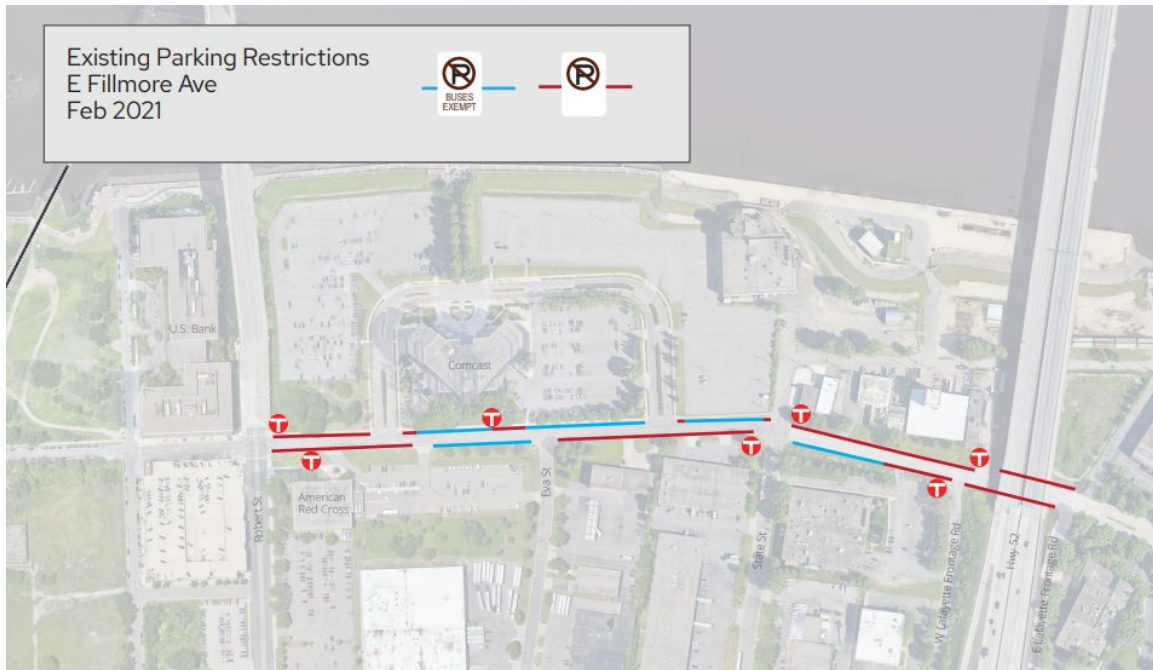 Existing Parking Restrictions
E Fillmore Ave
Feb 2021
P
BUSES
EXEMPT
P
U.S. Bank
Comcast
T
T
T
T
T
T
T
American
Red Cross
Robert St
Eva St
State St
W Lafayette Frontage Rd
Hwy 52
E Lafayette Frontage Rd